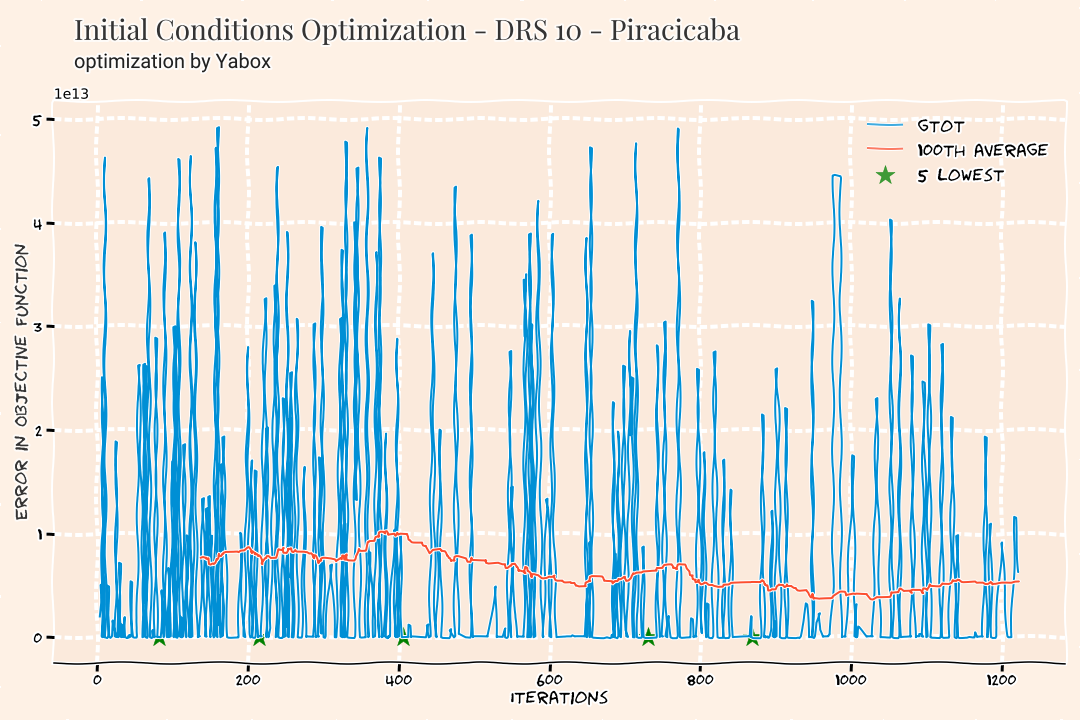 Initial Conditions Optimization - DRS 10 - Piracicaba
optimization by Yabox
1e13
5
4
3
2
1
0
ERROR IN OBJECTIVE FUNCTION
GTOT
100TH AVERAGE
5 LOWEST
0 200 400 600 800 1000 1200
ITERATIONS